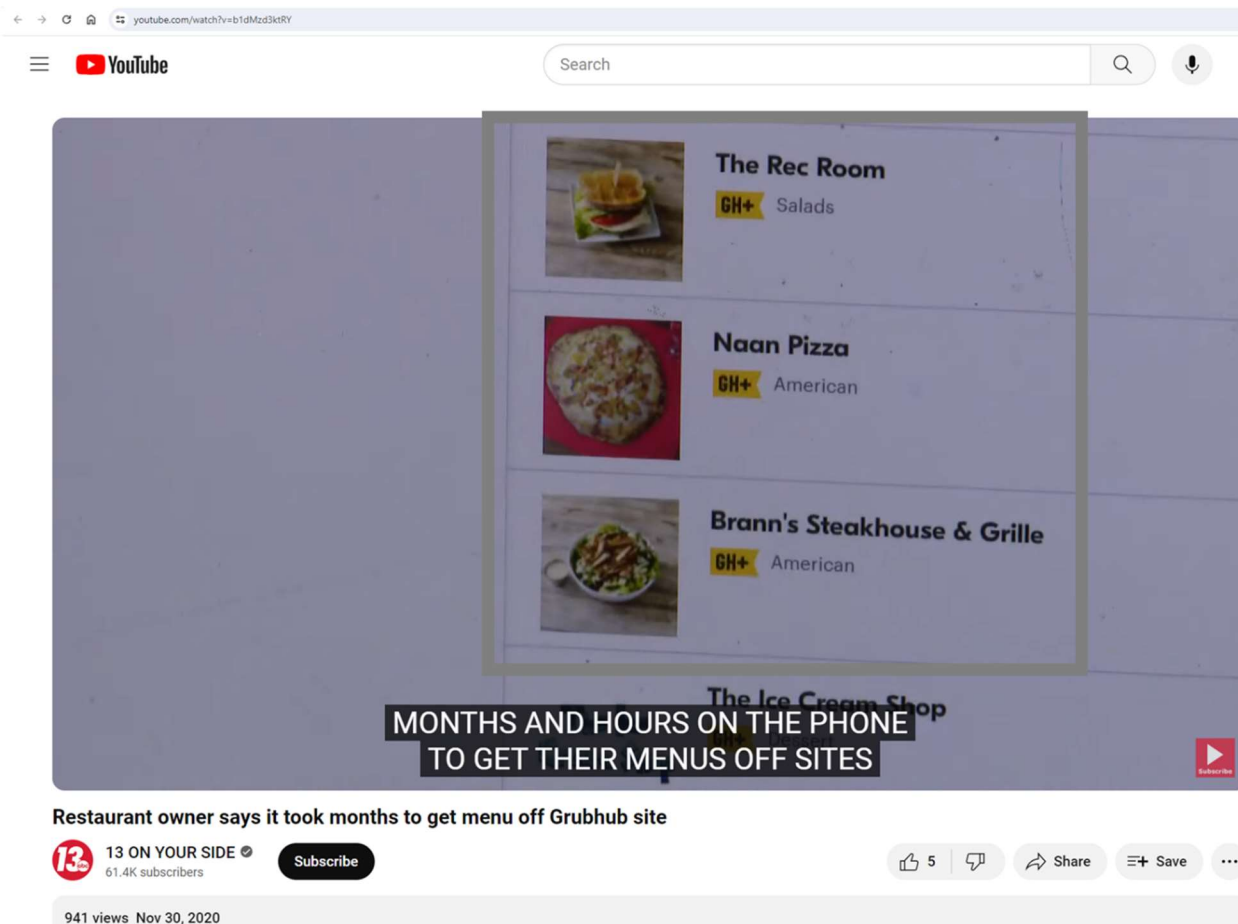 youtube.com/watch?v=b1dMzd3ktRY
YouTube
Search
The Rec Room
GH+ Salads
Naan Pizza
GH+ American
Brann's Steakhouse & Grille
GH+ American
The Ice Cream Shop
GH+ Dessert
MONTHS AND HOURS ON THE PHONE
TO GET THEIR MENUS OFF SITES
Subscribe
Restaurant owner says it took months to get menu off Grubhub site
13 ON YOUR SIDE
61.4K subscribers
Subscribe
5
Share
Save
941 views Nov 30, 2020